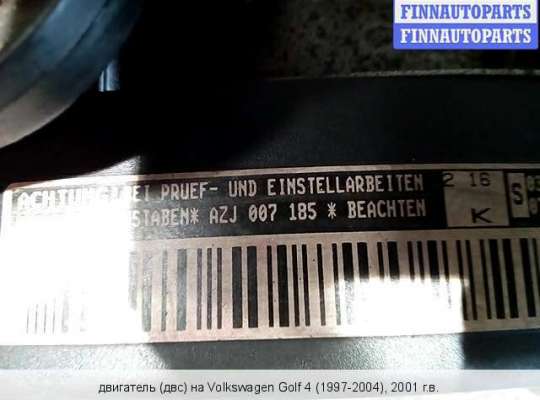 FINNAUTOPARTS
FINNAUTOPARTS
FINNAUTOPARTS
ACHTUNG! BEI PRUEF- UND EINSTELLARBEITEN
* AZJ 007 185 * BEACHTEN
2 16
K
S
двигатель (двс) на Volkswagen Golf 4 (1997-2004), 2001 г.в.